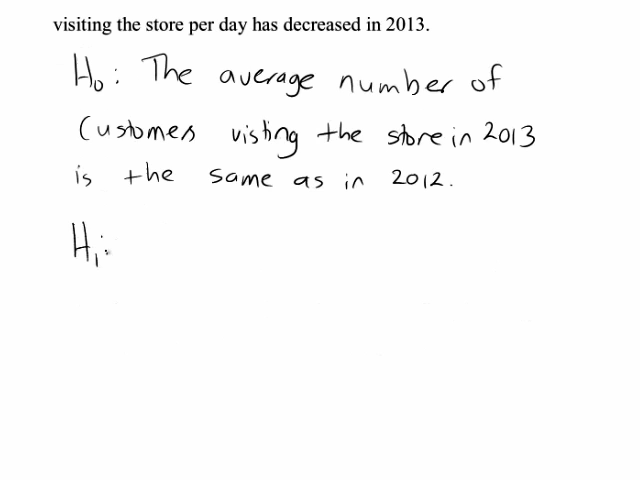 visiting the store per day has decreased in 2013.
H₀: The average number of
Customers visting the store in 2013
is the same as in 2012.
H₁: